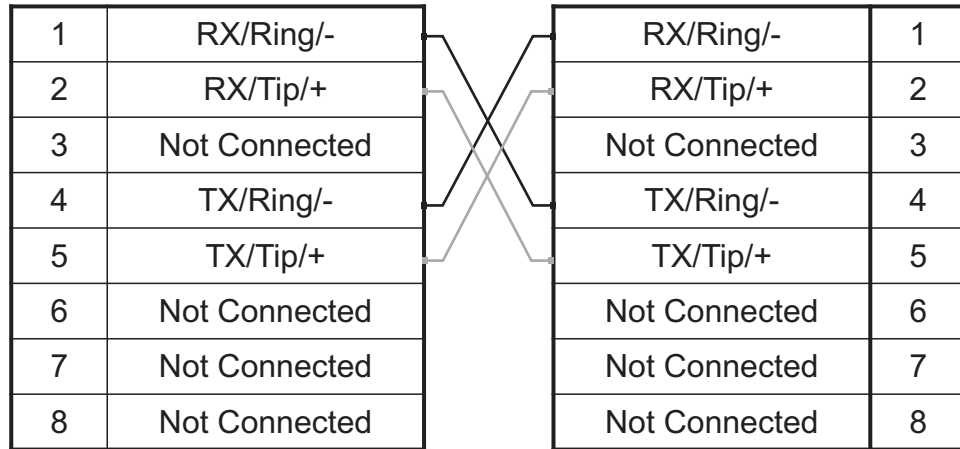 1 RX/Ring/- RX/Ring/- 1
2 RX/Tip/+ RX/Tip/+ 2
3 Not Connected Not Connected 3
4 TX/Ring/- TX/Ring/- 4
5 TX/Tip/+ TX/Tip/+ 5
6 Not Connected Not Connected 6
7 Not Connected Not Connected 7
8 Not Connected Not Connected 8